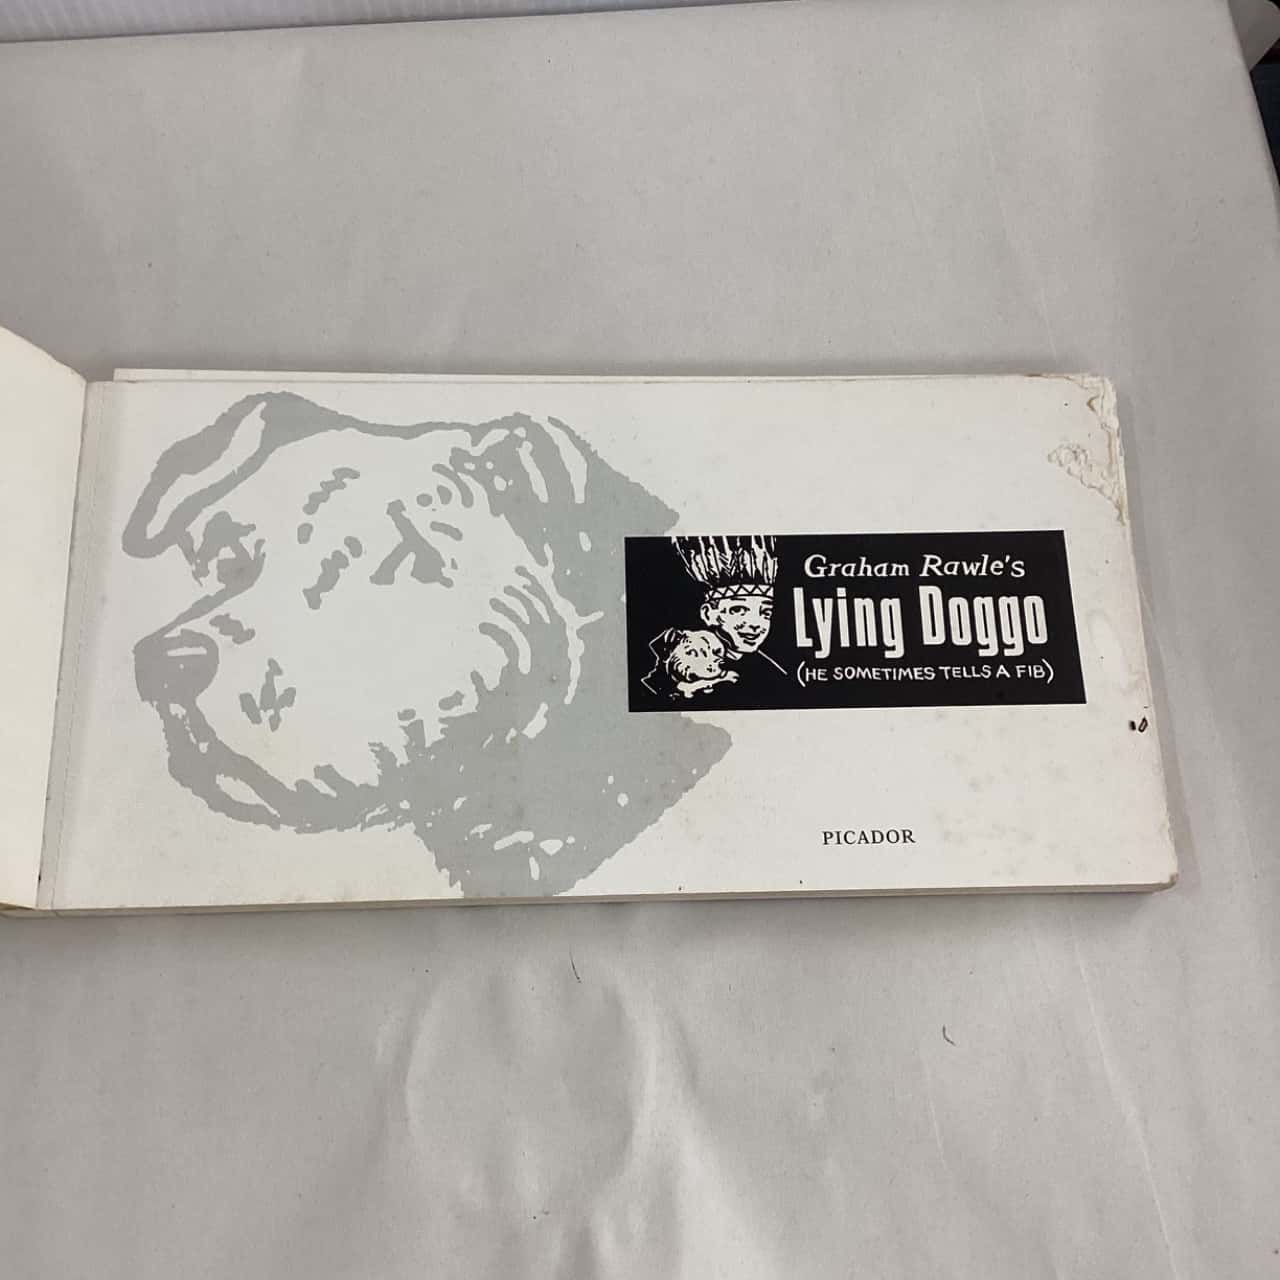 Graham Rawle's
Lying Doggo
(HE SOMETIMES TELLS A FIB)
PICADOR